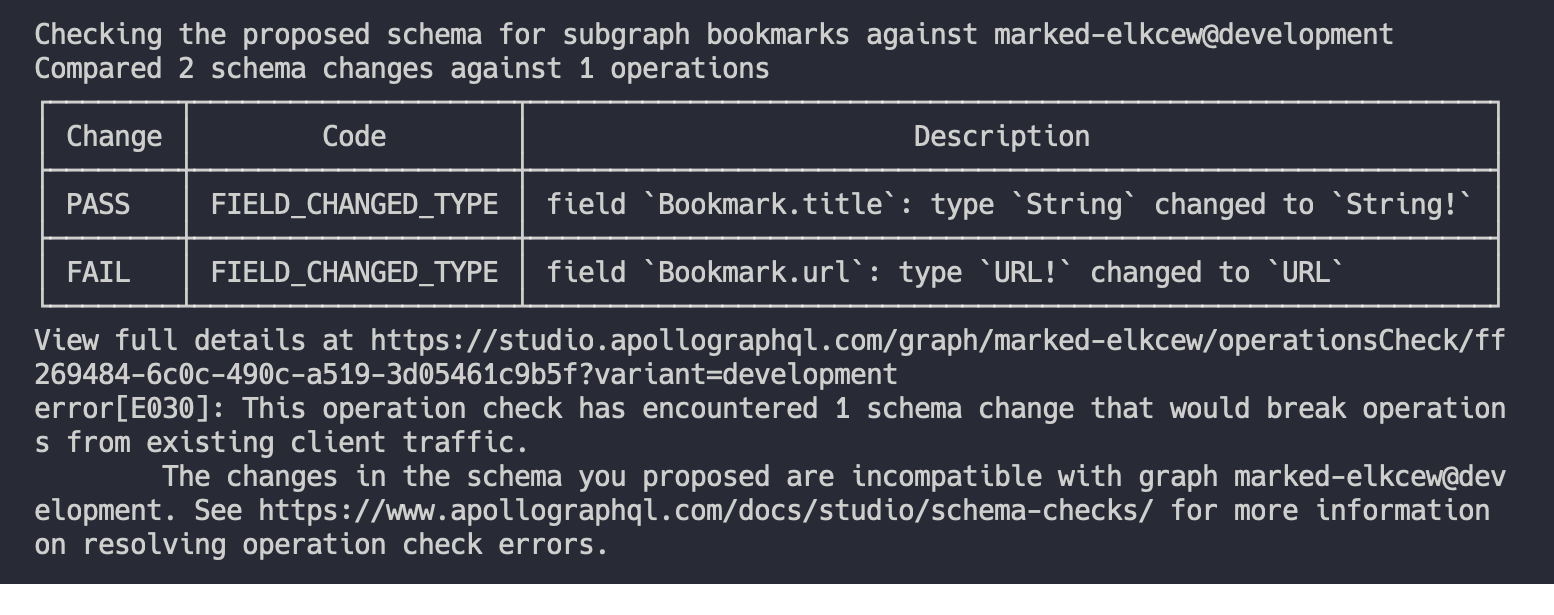 Checking the proposed schema for subgraph bookmarks against marked-elkcew@development
Compared 2 schema changes against 1 operations
Change Code Description
PASS FIELD_CHANGED_TYPE field `Bookmark.title`: type `String` changed to `String!`
FAIL FIELD_CHANGED_TYPE field `Bookmark.url`: type `URL!` changed to `URL`
View full details at https://studio.apollographql.com/graph/marked-elkcew/operationsCheck/ff
269484-6c0c-490c-a519-3d05461c9b5f?variant=development
error[E030]: This operation check has encountered 1 schema change that would break operation
s from existing client traffic.
The changes in the schema you proposed are incompatible with graph marked-elkcew@dev
elopment. See https://www.apollographql.com/docs/studio/schema-checks/ for more information
on resolving operation check errors.